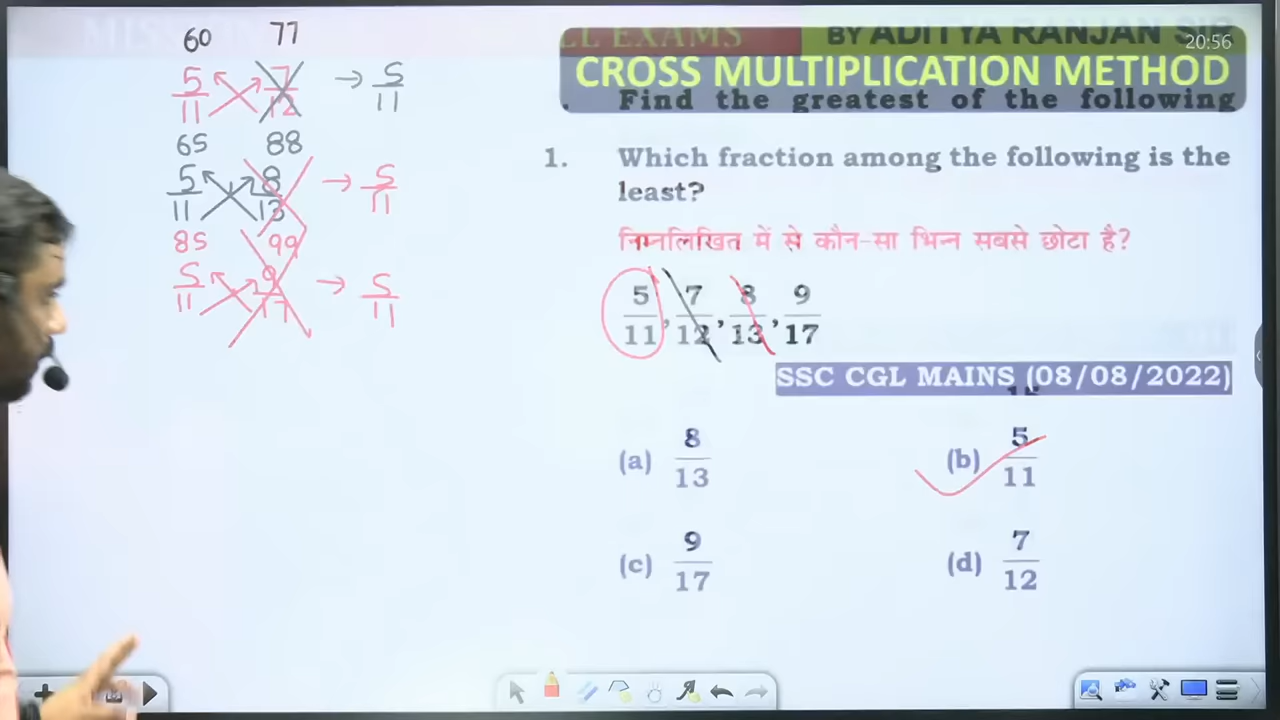 60 77
5/11 7/12 → 5/11
65 88
5/11 8/13 → 5/11
85 99
5/11 9/17 → 5/11
EXAMS
BY ADITYA RANJAN SIR
20:56
CROSS MULTIPLICATION METHOD
Find the greatest of the following
1. Which fraction among the following is the
least?
निम्नलिखित में से कौन-सा भिन्न सबसे छोटा है?
5/11, 7/12, 8/13, 9/17
SSC CGL MAINS (08/08/2022)
(a) 8/13 (b) 5/11
(c) 9/17 (d) 7/12